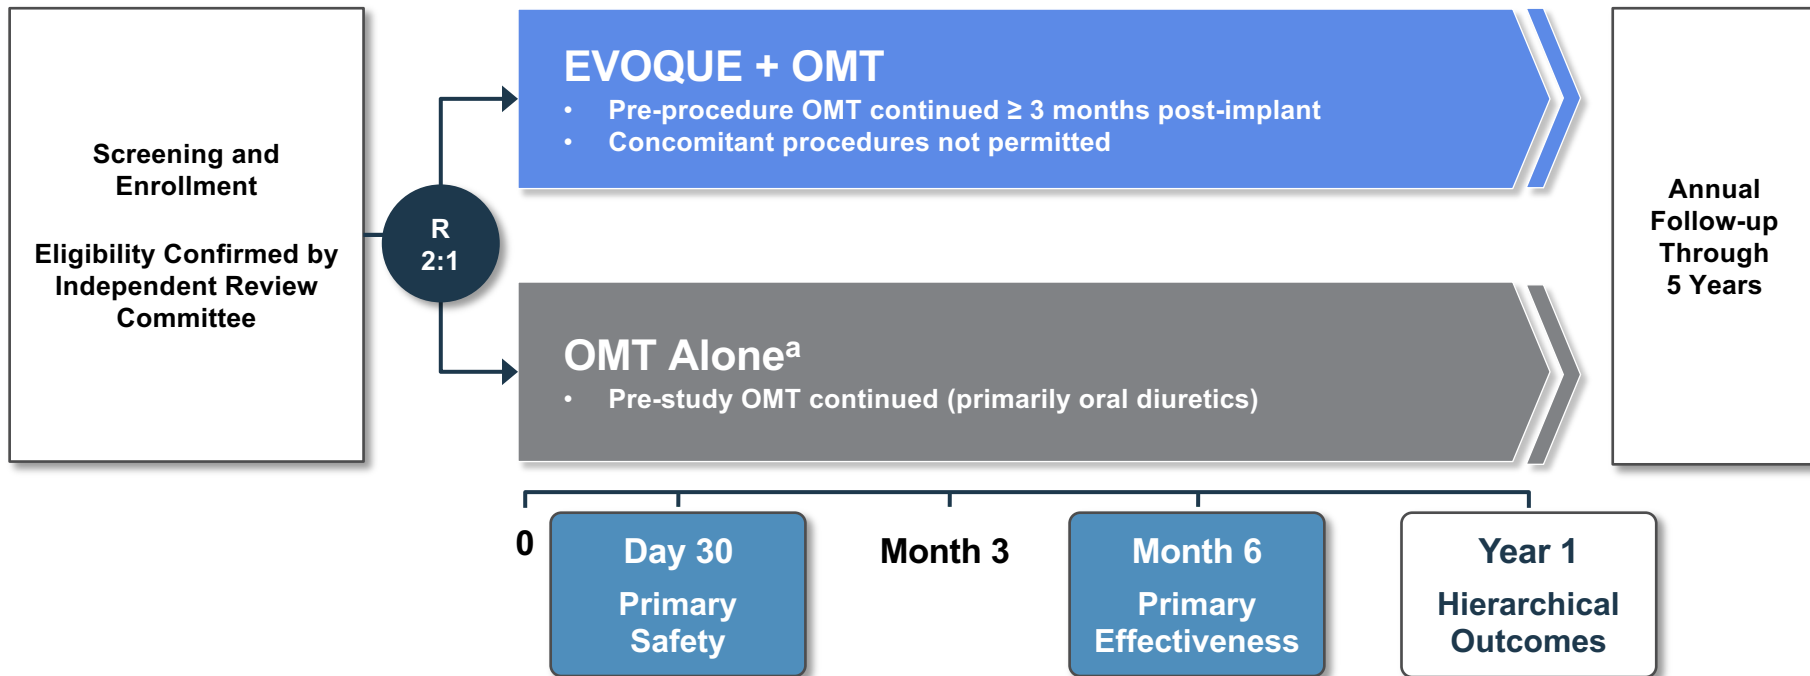 Screening and
Enrollment
Eligibility Confirmed by
Independent Review
Committee
R
2:1
EVOQUE + OMT
• Pre-procedure OMT continued ≥ 3 months post-implant
• Concomitant procedures not permitted
OMT Aloneᵃ
• Pre-study OMT continued (primarily oral diuretics)
Annual
Follow-up
Through
5 Years
0
Day 30
Primary
Safety
Month 3
Month 6
Primary
Effectiveness
Year 1
Hierarchical
Outcomes